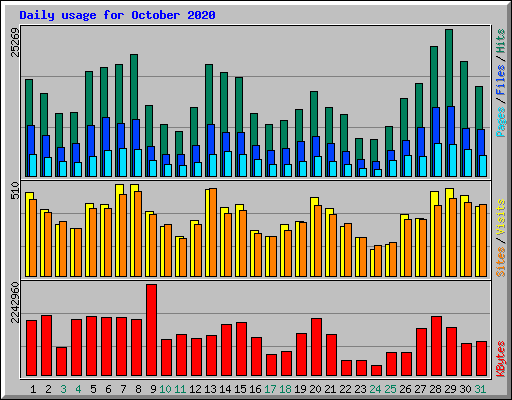 Daily usage for October 2020
25269
Pages / Files / Hits
510
Sites / Visits
2242960
KBytes
1 2 3 4 5 6 7 8 9 10 11 12 13 14 15 16 17 18 19 20 21 22 23 24 25 26 27 28 29 30 31